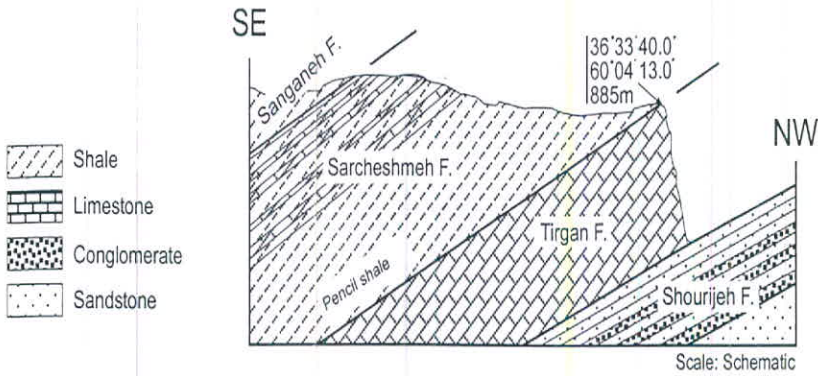 SE
Sanganeh F.
36°33'40.0"
60°04'13.0"
885m
NW
Shale
Limestone
Conglomerate
Sandstone
Sarcheshmeh F.
Tirgan F.
Pencil shale
Shourijeh F.
Scale: Schematic